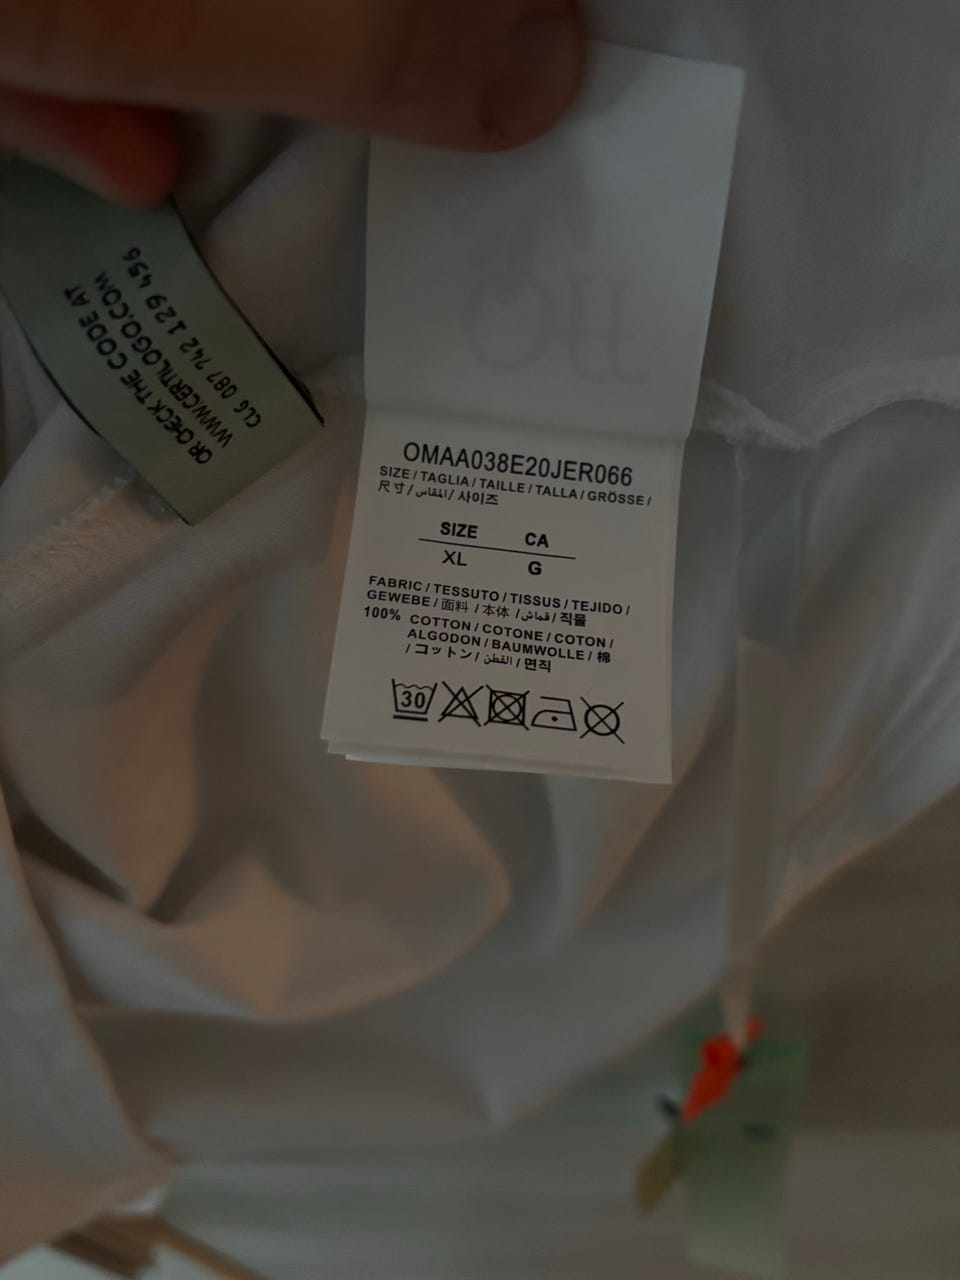 OR CHECK THE CODE AT
WWW.CERTILOGO.COM
CLG 087 742 129 456
OMAA038E20JER066
SIZE / TAGLIA / TAILLE / TALLA / GRÖSSE /
尺寸 / المقاس / 사이즈
SIZE CA
XL G
FABRIC / TESSUTO / TISSUS / TEJIDO /
GEWEBE / 面料 / 本体 / قماش / 직물
100% COTTON / COTONE / COTON /
ALGODON / BAUMWOLLE / 棉
/ コットン / القطن / 면직
30